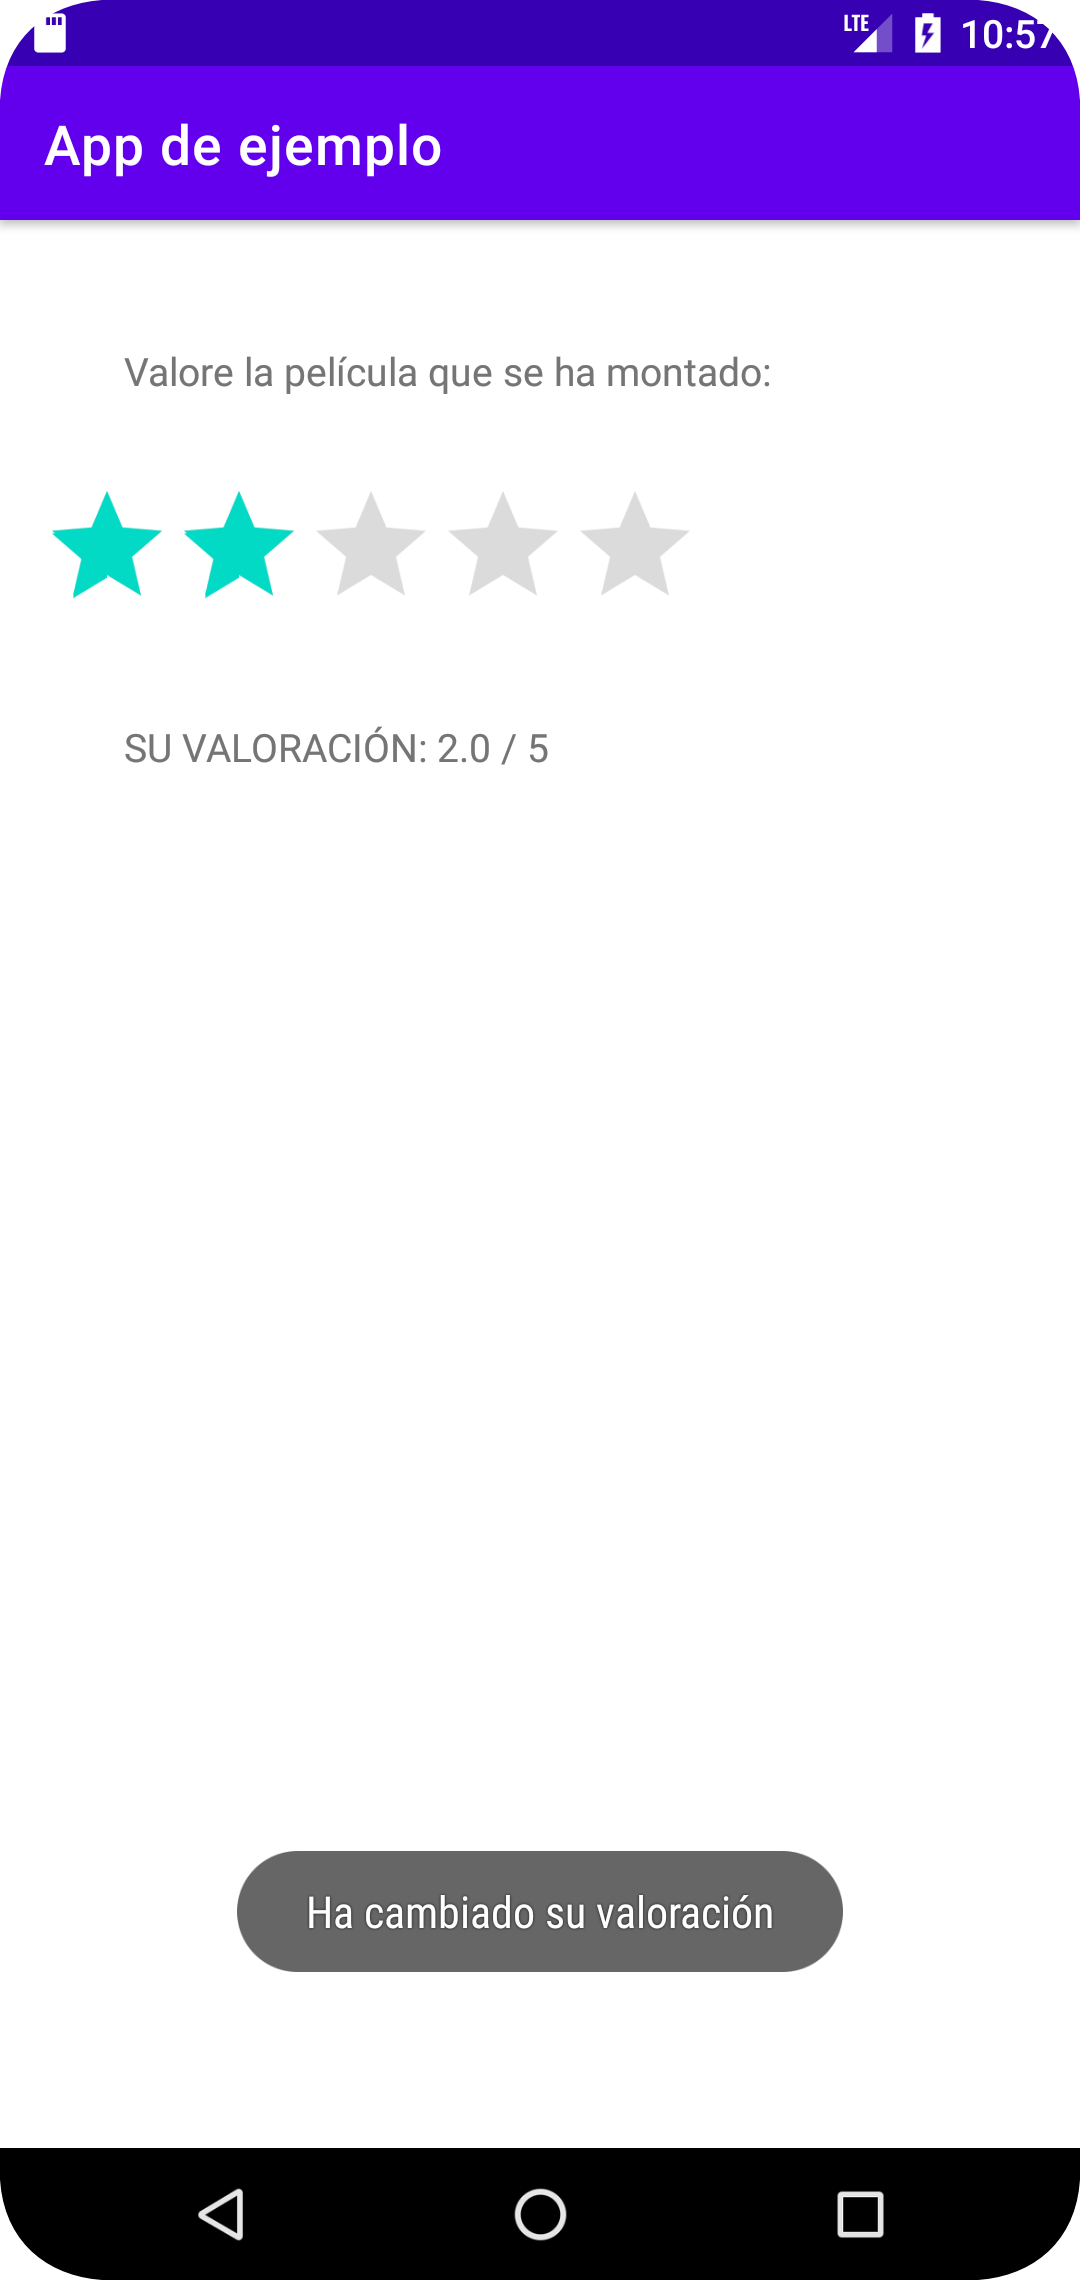 LTE 10:57
App de ejemplo
Valore la película que se ha montado:
SU VALORACIÓN: 2.0 / 5
Ha cambiado su valoración